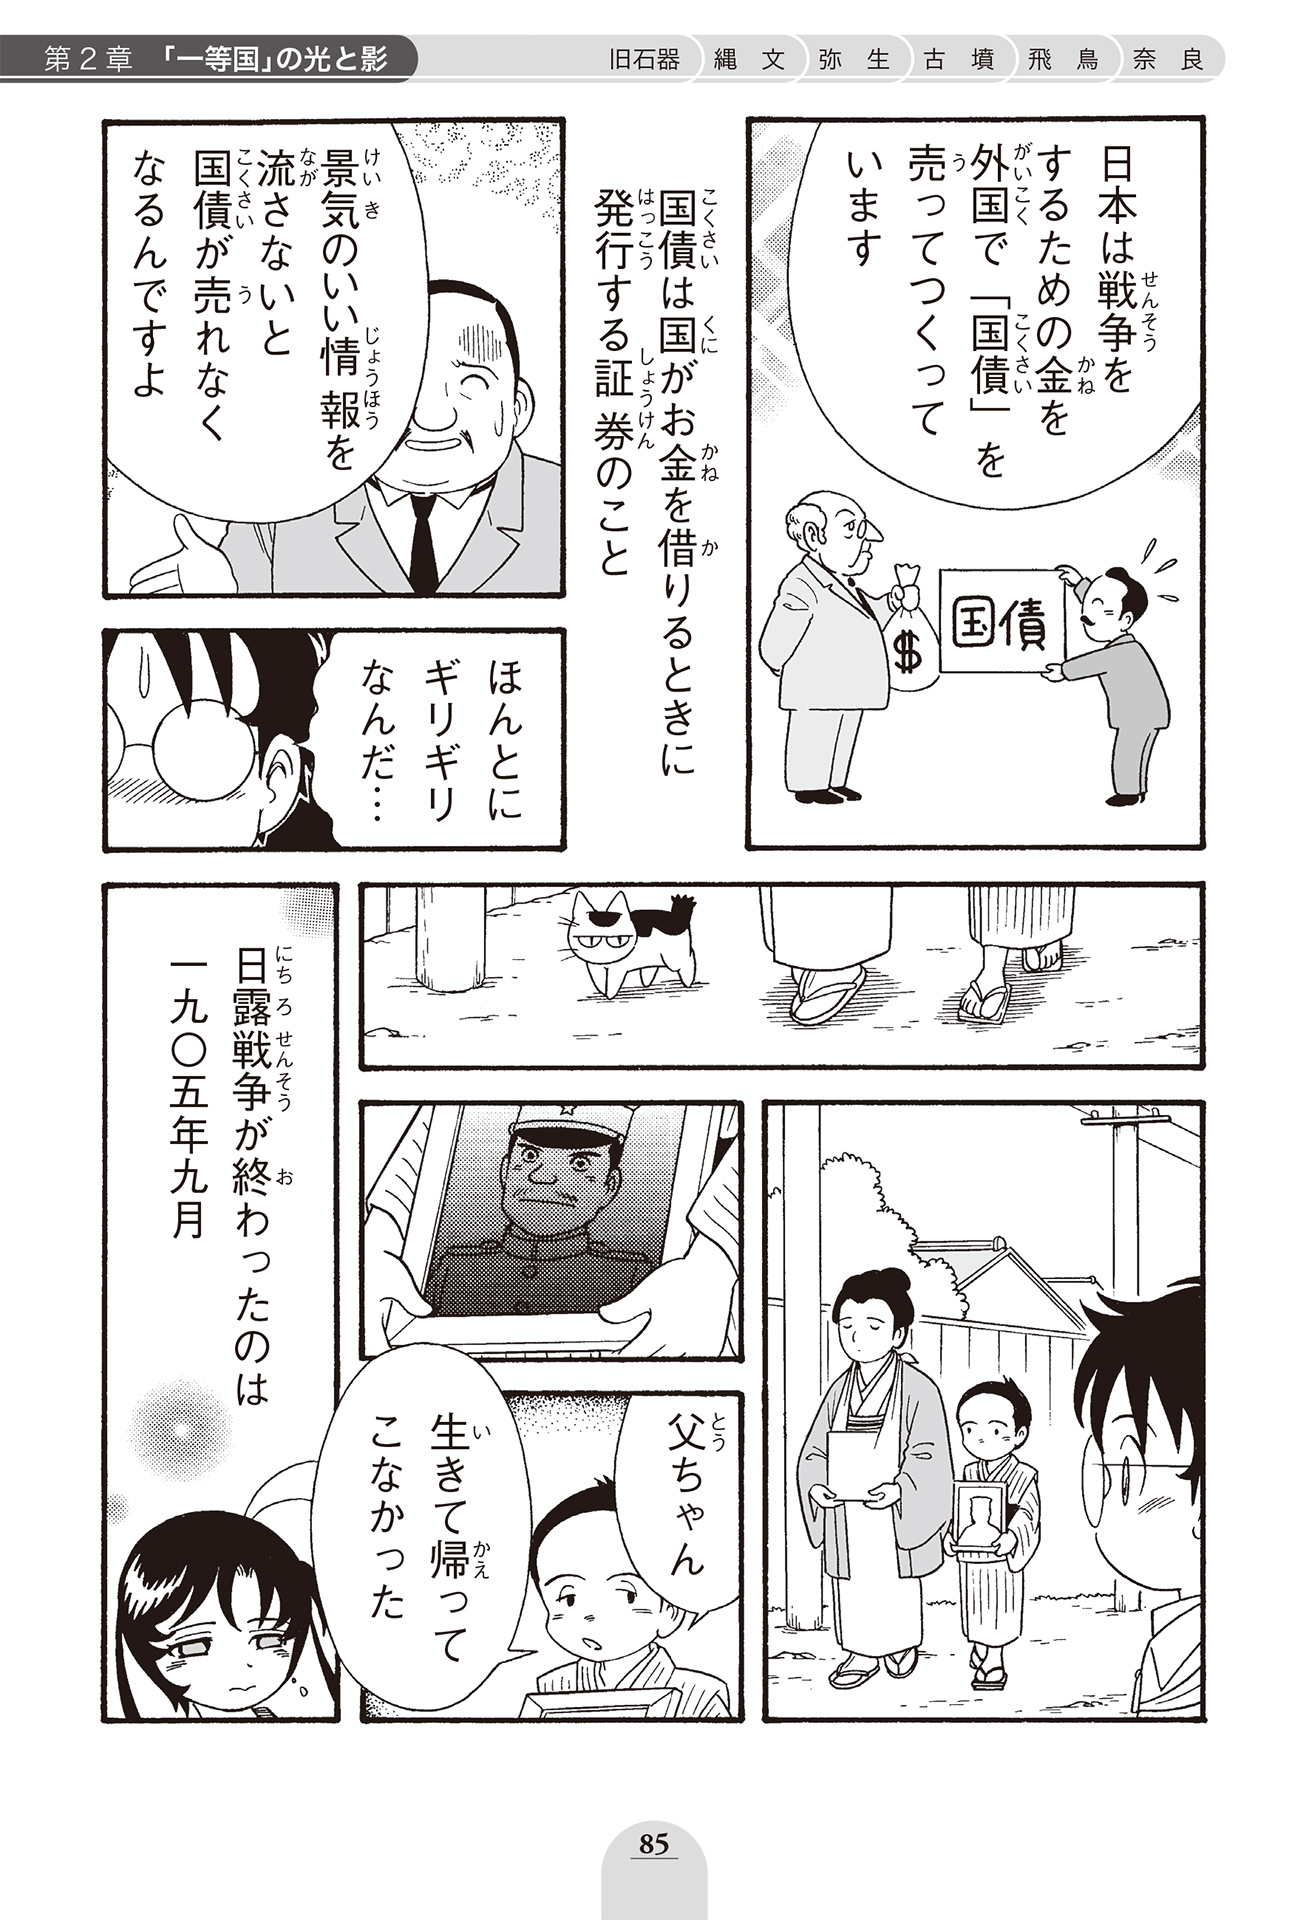 第2章 「一等国」の光と影
旧石器 縄文 弥生 古墳 飛鳥 奈良
日本は戦争を
するための金を
外国で「国債」を
売ってつくって
います
国債
$
国債は国がお金を借りるときに
発行する証券のこと
景気のいい情報を
流さないと
国債が売れなく
なるんですよ
ほんとに
ギリギリ
なんだ…
父ちゃん
生きて帰って
こなかった
日露戦争が終わったのは
一九〇五年九月
85